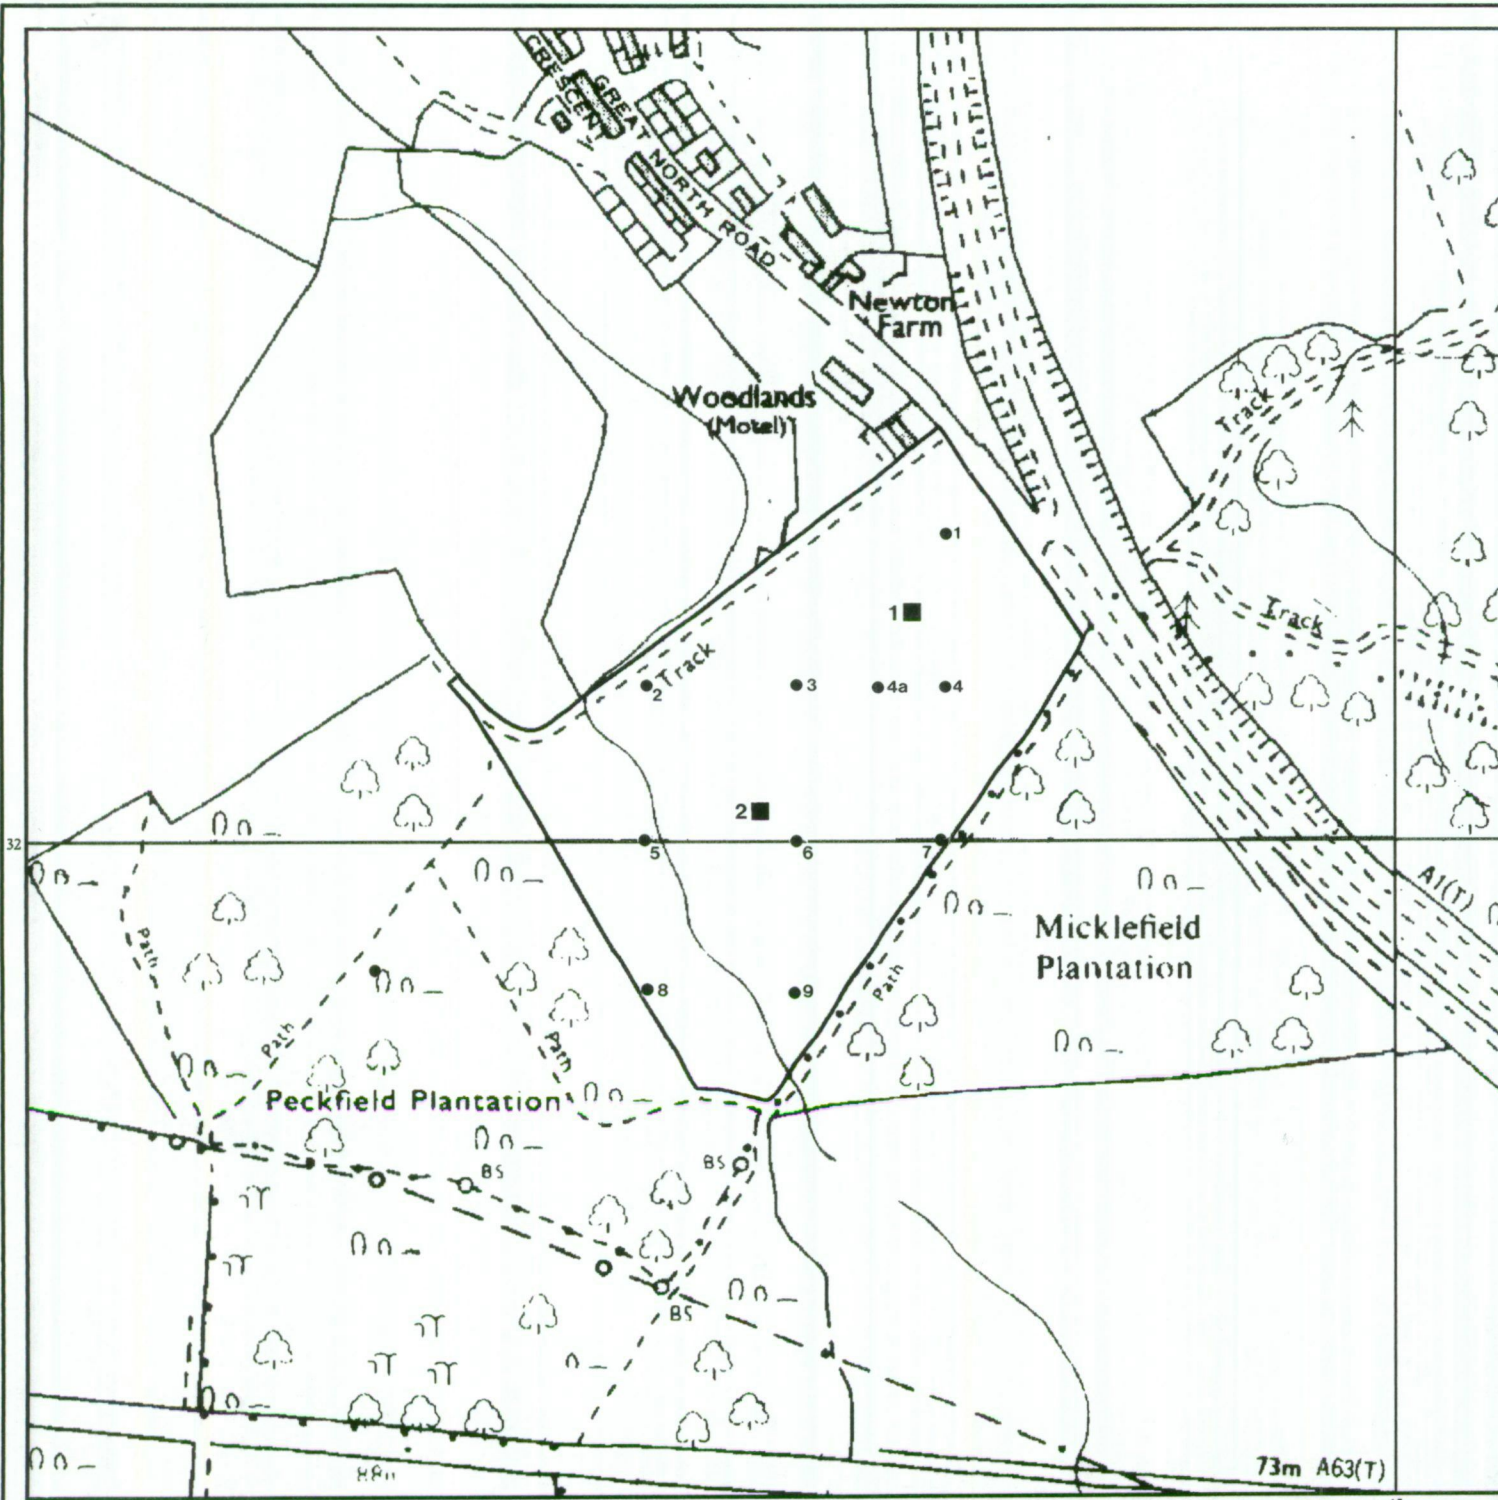 CRESCENT
GREAT NORTH ROAD
Newton
Farm
Woodlands
(Motel)
Track
1
1
Track
Track
2
3
4a
4
2
32
5
6
7
A1(T)
Micklefield
Plantation
Path
8
9
Path
Path
Path
Peckfield Plantation
BS
BS
BS
73m A63(T)